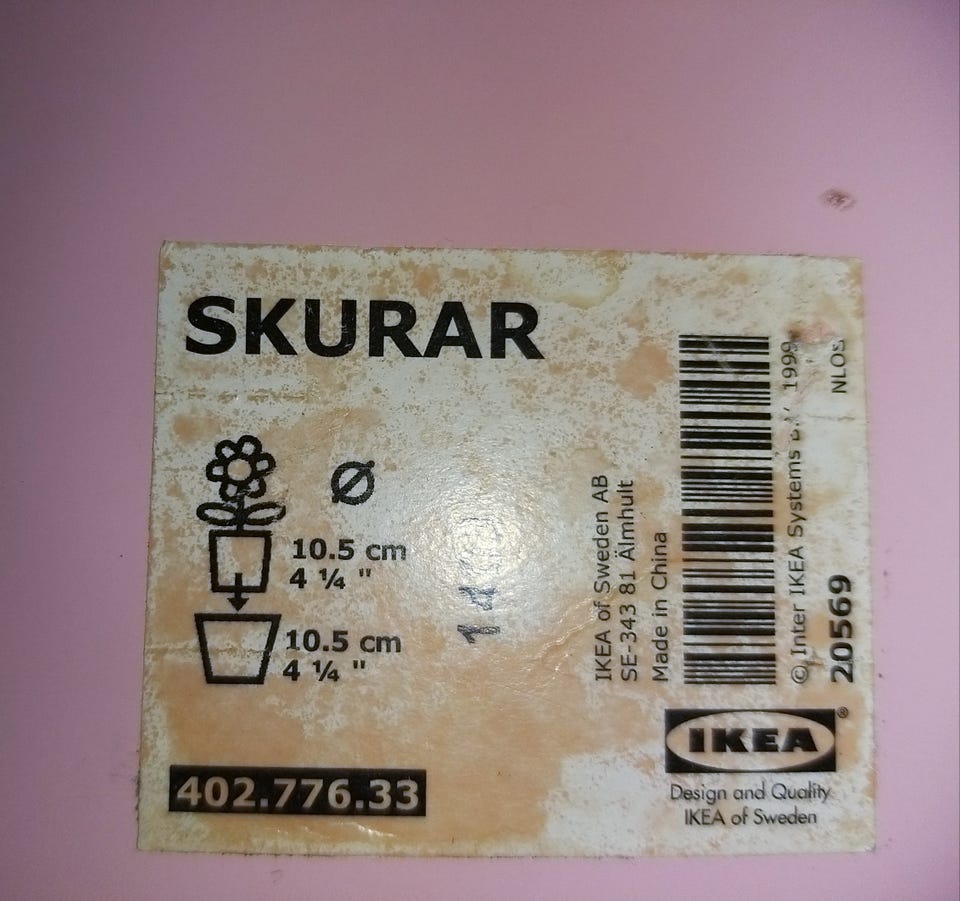 SKURAR
Ø
10.5 cm
4 ¼ "
10.5 cm
4 ¼ "
402.776.33
IKEA of Sweden AB
SE-343 81 Älmhult
Made in China
© Inter IKEA Systems B.V. 1999
20569
NLOS
IKEA®
Design and Quality
IKEA of Sweden